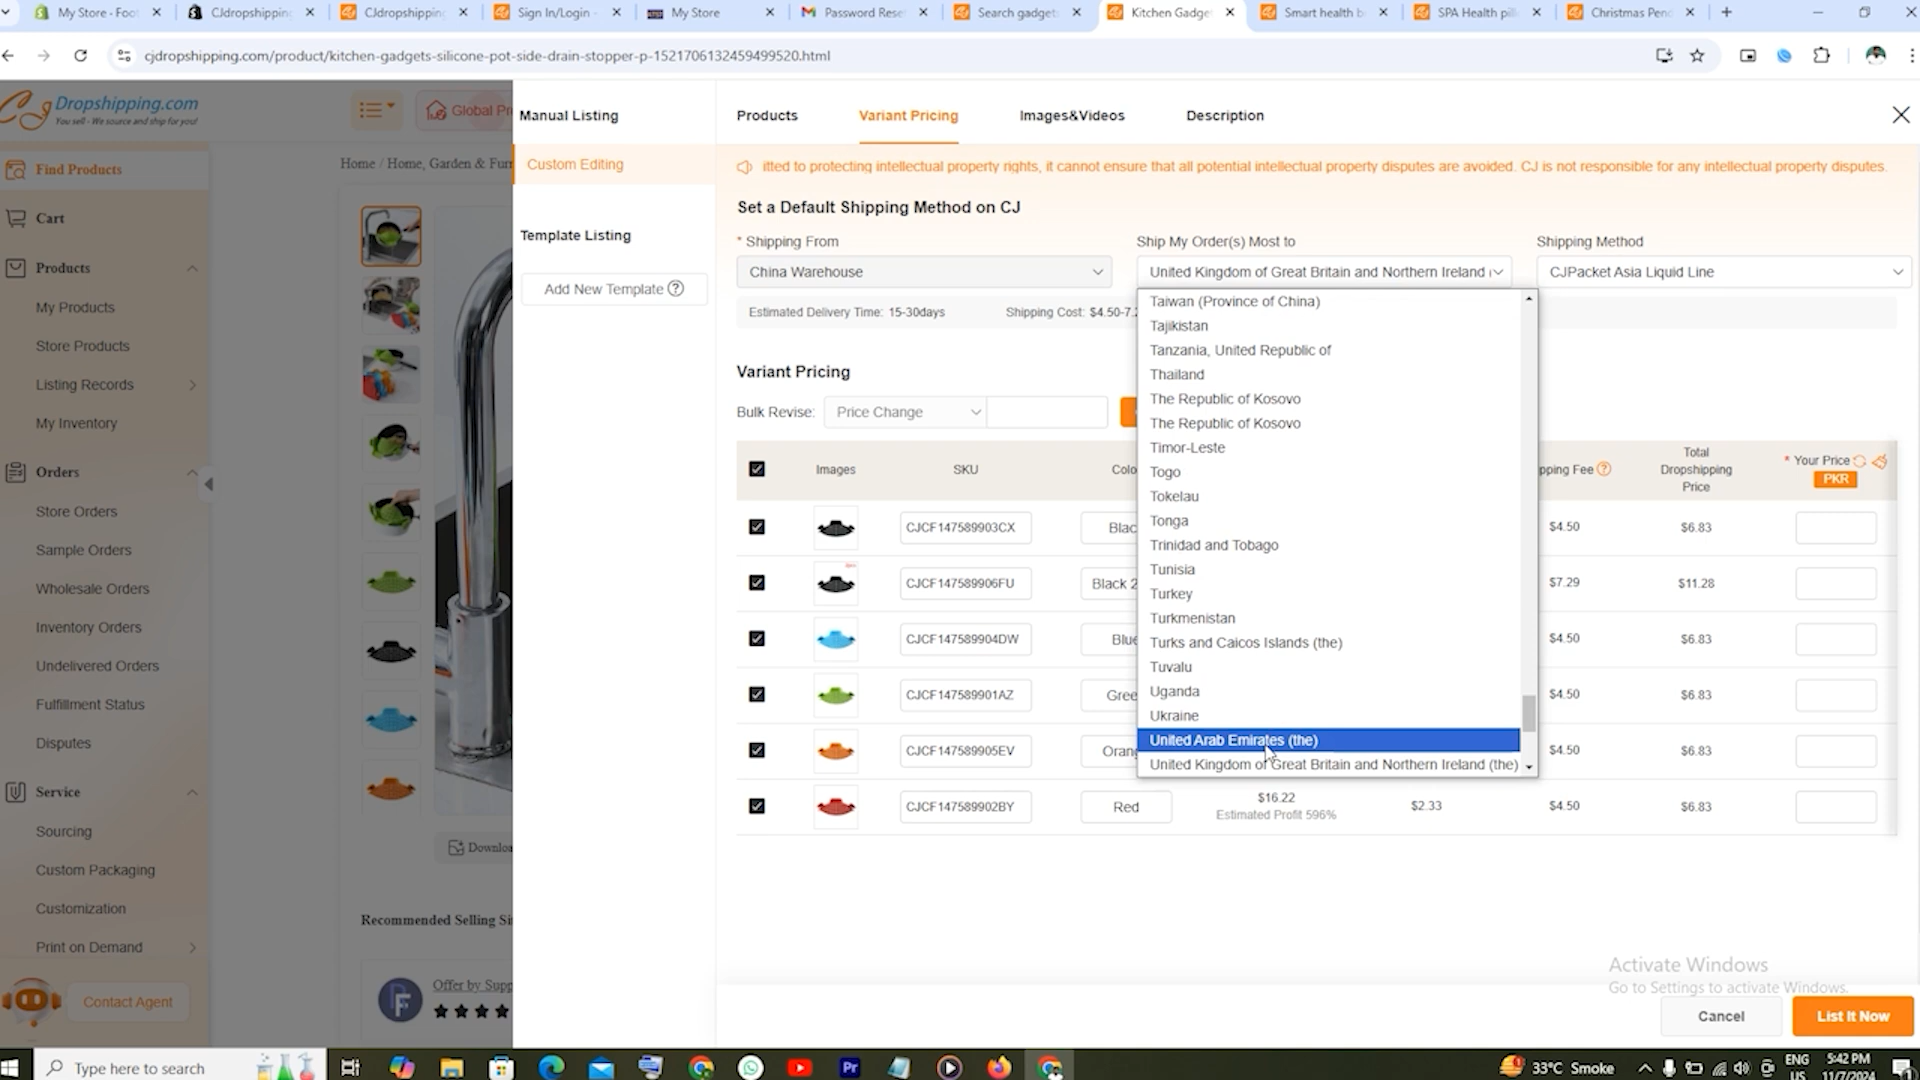 My Store - Foot
CJdropshipping
CJdropshipping
Sign In/Login -
My Store
Password Rese
Search gadgets
Kitchen Gadge
Smart health b
SPA Health pill
Christmas Pend
cjdropshipping.com/product/kitchen-gadgets-silicone-pot-side-drain-stopper-p-1521706132459499520.html
Dropshipping.com
You sell - We source and ship for you!
Global Pr
Find Products
Cart
Products
My Products
Store Products
Listing Records
My Inventory
Orders
Store Orders
Sample Orders
Wholesale Orders
Inventory Orders
Undelivered Orders
Fulfillment Status
Disputes
Service
Sourcing
Custom Packaging
Customization
Print on Demand
Contact Agent
Home / Home, Garden & Furn
Downloa
Recommended Selling Si
Offer by Supp
Manual Listing
Custom Editing
Template Listing
Add New Template ?
Products
Variant Pricing
Images&Videos
Description
itted to protecting intellectual property rights, it cannot ensure that all potential intellectual property disputes are avoided. CJ is not responsible for any intellectual property disputes.
Set a Default Shipping Method on CJ
* Shipping From
Ship My Order(s) Most to
Shipping Method
China Warehouse
United Kingdom of Great Britain and Northern Ireland (
CJPacket Asia Liquid Line
Estimated Delivery Time: 15-30days
Shipping Cost: $4.50-7.2
Taiwan (Province of China)
Tajikistan
Tanzania, United Republic of
Thailand
The Republic of Kosovo
The Republic of Kosovo
Timor-Leste
Togo
Tokelau
Tonga
Trinidad and Tobago
Tunisia
Turkey
Turkmenistan
Turks and Caicos Islands (the)
Tuvalu
Uganda
Ukraine
United Arab Emirates (the)
United Kingdom of Great Britain and Northern Ireland (the)
Variant Pricing
Bulk Revise:
Price Change
Images
SKU
Colo
pping Fee ?
Total
Dropshipping
Price
* Your Price
PKR
CJCF147589903CX
Blac
$4.50
$6.83
CJCF147589906FU
Black 2
$7.29
$11.28
CJCF147589904DW
Blue
$4.50
$6.83
CJCF147589901AZ
Gree
$4.50
$6.83
CJCF147589905EV
Orang
$4.50
$6.83
CJCF147589902BY
Red
$16.22
Estimated Profit 596%
$2.33
$4.50
$6.83
Activate Windows
Go to Settings to activate Windows.
Cancel
List It Now
Type here to search
Pr
33°C Smoke
ENG
US
5:42 PM
11/7/2024